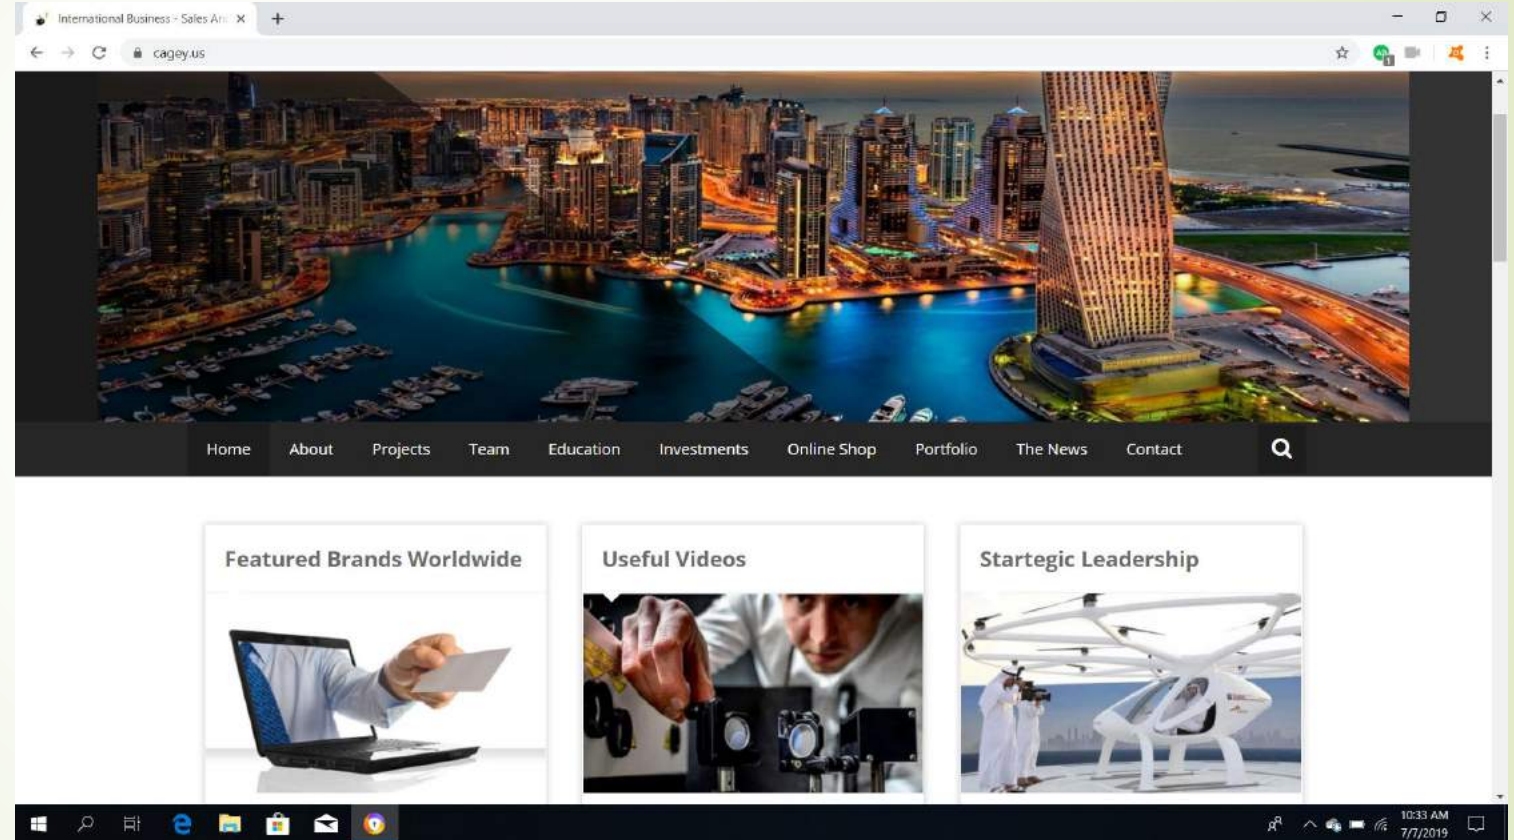 International Business - Sales An
cagey.us
1
Home About Projects Team Education Investments Online Shop Portfolio The News Contact
Featured Brands Worldwide
Useful Videos
Startegic Leadership
10:33 AM
7/7/2019